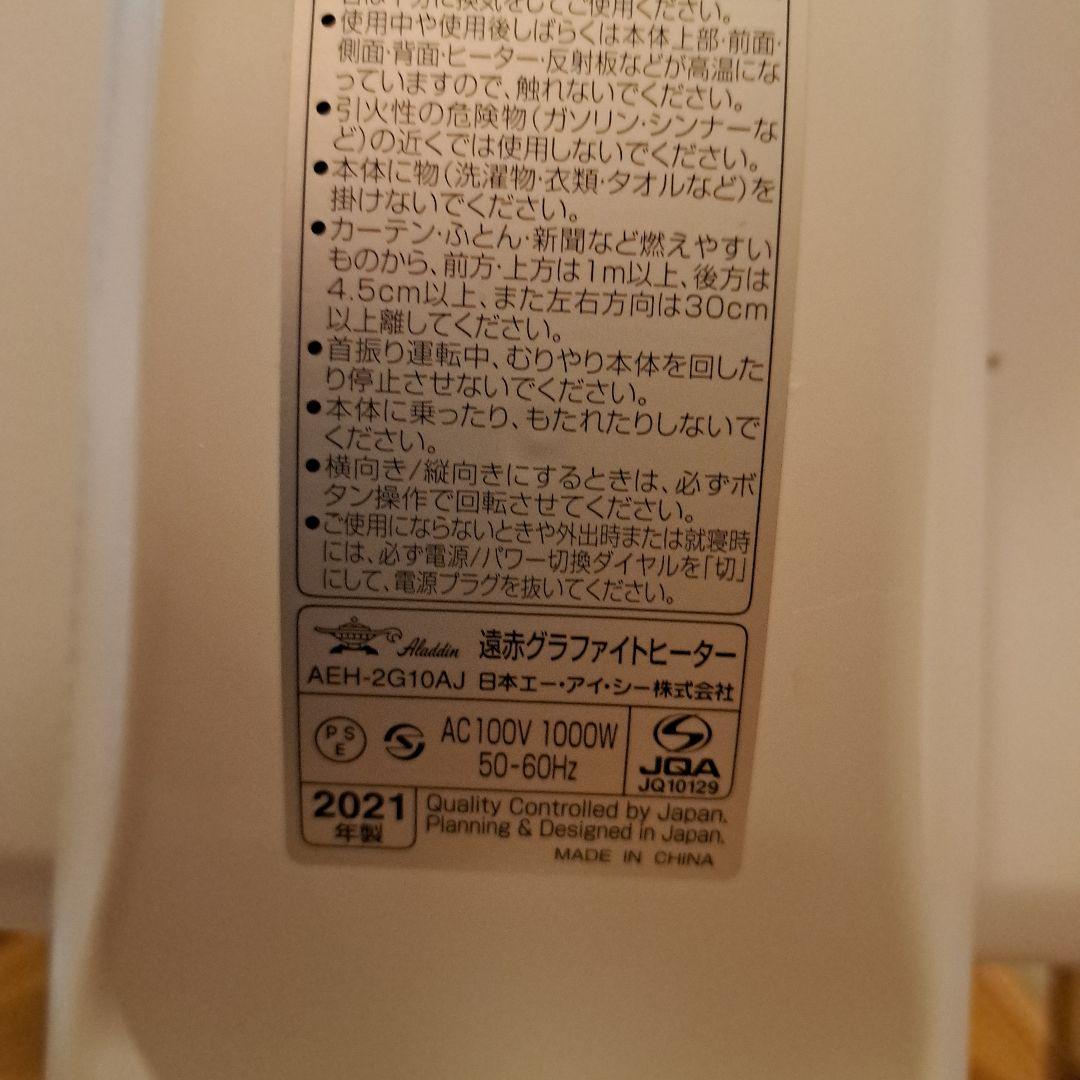 合は十分に換気をしてご使用ください。
●使用中や使用後しばらくは本体上部・前面・
側面・背面・ヒーター・反射板などが高温にな
っていますので、触れないでください。
●引火性の危険物(ガソリン・シンナーな
ど)の近くでは使用しないでください。
●本体に物(洗濯物・衣類・タオルなど)を
掛けないでください。
●カーテン・ふとん・新聞など燃えやすい
ものから、前方・上方は1m以上、後方は
4.5cm以上、また左右方向は30cm
以上離してください。
●首振り運転中、むりやり本体を回した
り停止させないでください。
●本体に乗ったり、もたれたりしないで
ください。
●横向き/縦向きにするときは、必ずボ
タン操作で回転させてください。
●ご使用にならないときや外出時または就寝時
には、必ず電源/パワー切換ダイヤルを「切」
にして、電源プラグを抜いてください。
Aladdin 遠赤グラファイトヒーター
AEH-2G10AJ 日本エー・アイ・シー株式会社
PSE AC100V 1000W
50-60Hz
JQA
JQ10129
2021
年製
Quality Controlled by Japan.
Planning & Designed in Japan.
MADE IN CHINA